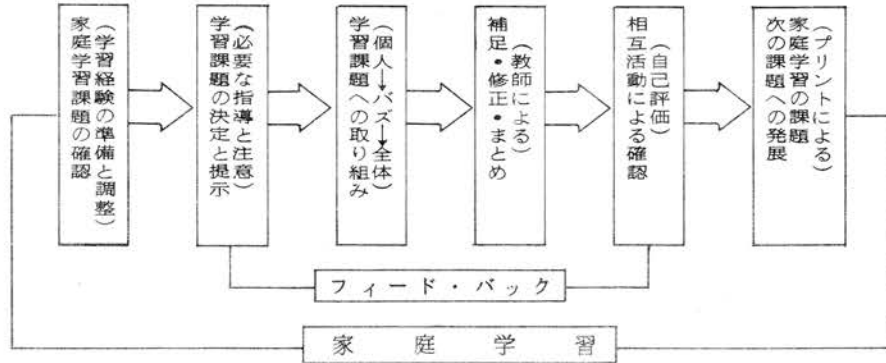 家庭学習課題の確認
（学習経験の準備と調整）
学習課題の決定と提示
（必要な指導と注意）
学習課題への取り組み
（個人→バズ→全体）
補足・修正・まとめ
（教師による）
相互活動による確認
（自己評価）
次の課題への発展
家庭学習の課題
（プリントによる）
フィード・バック
家庭学習